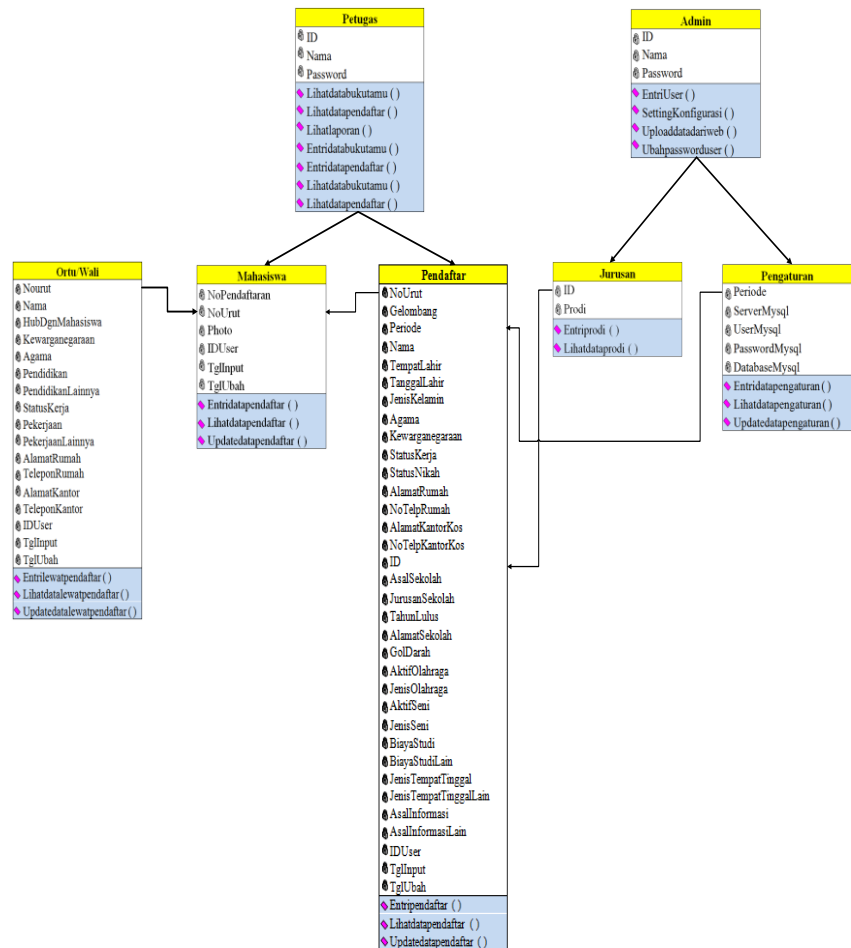 Petugas
ID
Nama
Password
Lihatdatabukutamu ( )
Lihatdatapendaftar ( )
Lihatlaporan ( )
Entridatabukutamu ( )
Entridatapendaftar ( )
Lihatdatabukutamu ( )
Lihatdatapendaftar ( )
Admin
ID
Nama
Password
EntriUser ( )
SettingKonfigurasi ( )
Uploaddatadariweb ( )
Ubahpassworduser ( )
Ortu/Wali
Nourut
Nama
HubDgnMahasiswa
Kewarganegaraan
Agama
Pendidikan
PendidikanLainnya
StatusKerja
Pekerjaan
PekerjaanLainnya
AlamatRumah
TeleponRumah
AlamatKantor
TeleponKantor
IDUser
TglInput
TglUbah
Entrilewatpendaftar ( )
Lihatdatalewatpendaftar ( )
Updatedatalewatpendaftar ( )
Mahasiswa
NoPendaftaran
NoUrut
Photo
IDUser
TglInput
TglUbah
Entridatapendaftar ( )
Lihatdatapendaftar ( )
Updatedatapendaftar ( )
Pendaftar
NoUrut
Gelombang
Periode
Nama
TempatLahir
TanggalLahir
JenisKelamin
Agama
Kewarganegaraan
StatusKerja
StatusNikah
AlamatRumah
NoTelpRumah
AlamatKantorKos
NoTelpKantorKos
ID
AsalSekolah
JurusanSekolah
TahunLulus
AlamatSekolah
GolDarah
AktifOlahraga
JenisOlahraga
AktifSeni
JenisSeni
BiayaStudi
BiayaStudiLain
JenisTempatTinggal
JenisTempatTinggalLain
AsalInformasi
AsalInformasiLain
IDUser
TglInput
TglUbah
Entripendaftar ( )
Lihatdatapendaftar ( )
Updatedatapendaftar ( )
Jurusan
ID
Prodi
Entriprodi ( )
Lihatdataprodi ( )
Pengaturan
Periode
ServerMysql
UserMysql
PasswordMysql
DatabaseMysql
Entridatapengaturan ( )
Lihatdatapengaturan ( )
Updatedatapengaturan ( )